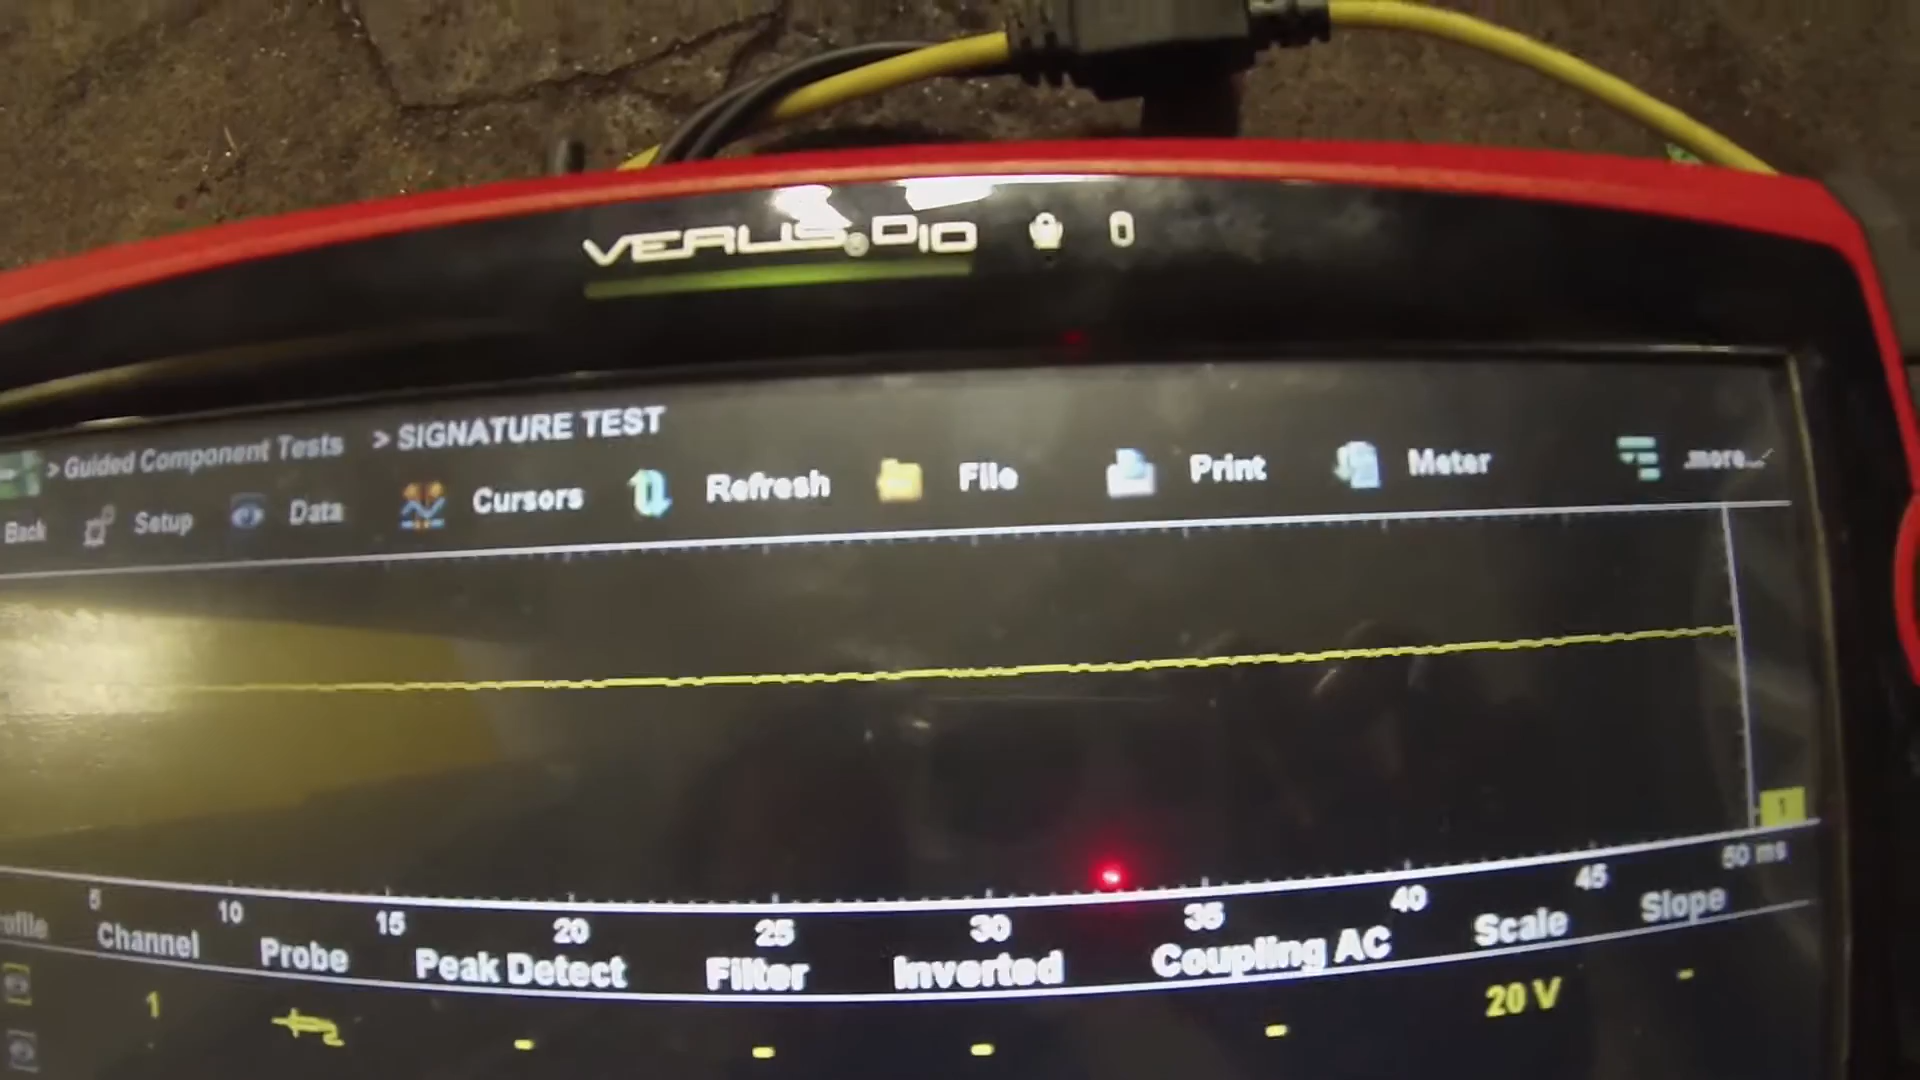 VERUS® D10
> Guided Component Tests > SIGNATURE TEST
Back Setup Data Cursors Refresh File Print Meter ...more...
1
5 10 15 20 25 30 35 40 45 50 ms
Channel Probe Peak Detect Filter Inverted Coupling AC Scale Slope
1 - - - - 20 V -